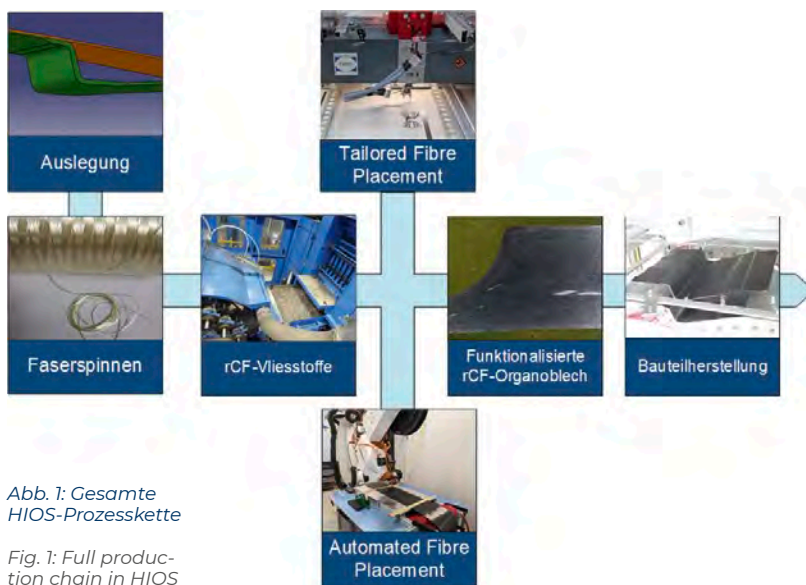 Auslegung
Tailored Fibre
Placement
Faserspinnen
rCF-Vliesstoffe
Funktionalisierte
rCF-Organoblech
Bauteilherstellung
Automated Fibre
Placement
Abb. 1: Gesamte
HIOS-Prozesskette
Fig. 1: Full produc-
tion chain in HIOS